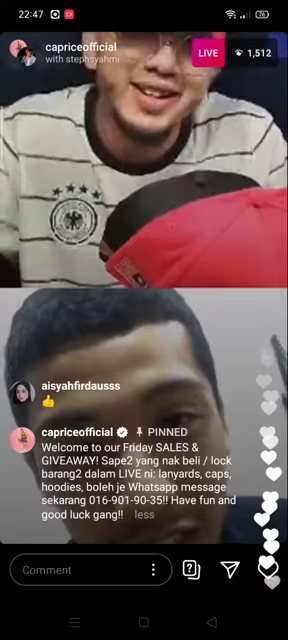 22:47
76
capriceofficial
with stephsyahmi
LIVE
1,512
aisyahfirdausss
👍
capriceofficial PINNED
Welcome to our Friday SALES &
GIVEAWAY! Sape2 yang nak beli / lock
barang2 dalam LIVE ni: lanyards, caps,
hoodies, boleh je Whatsapp message
sekarang 016-901-90-35!! Have fun and
good luck gang!! less
Comment